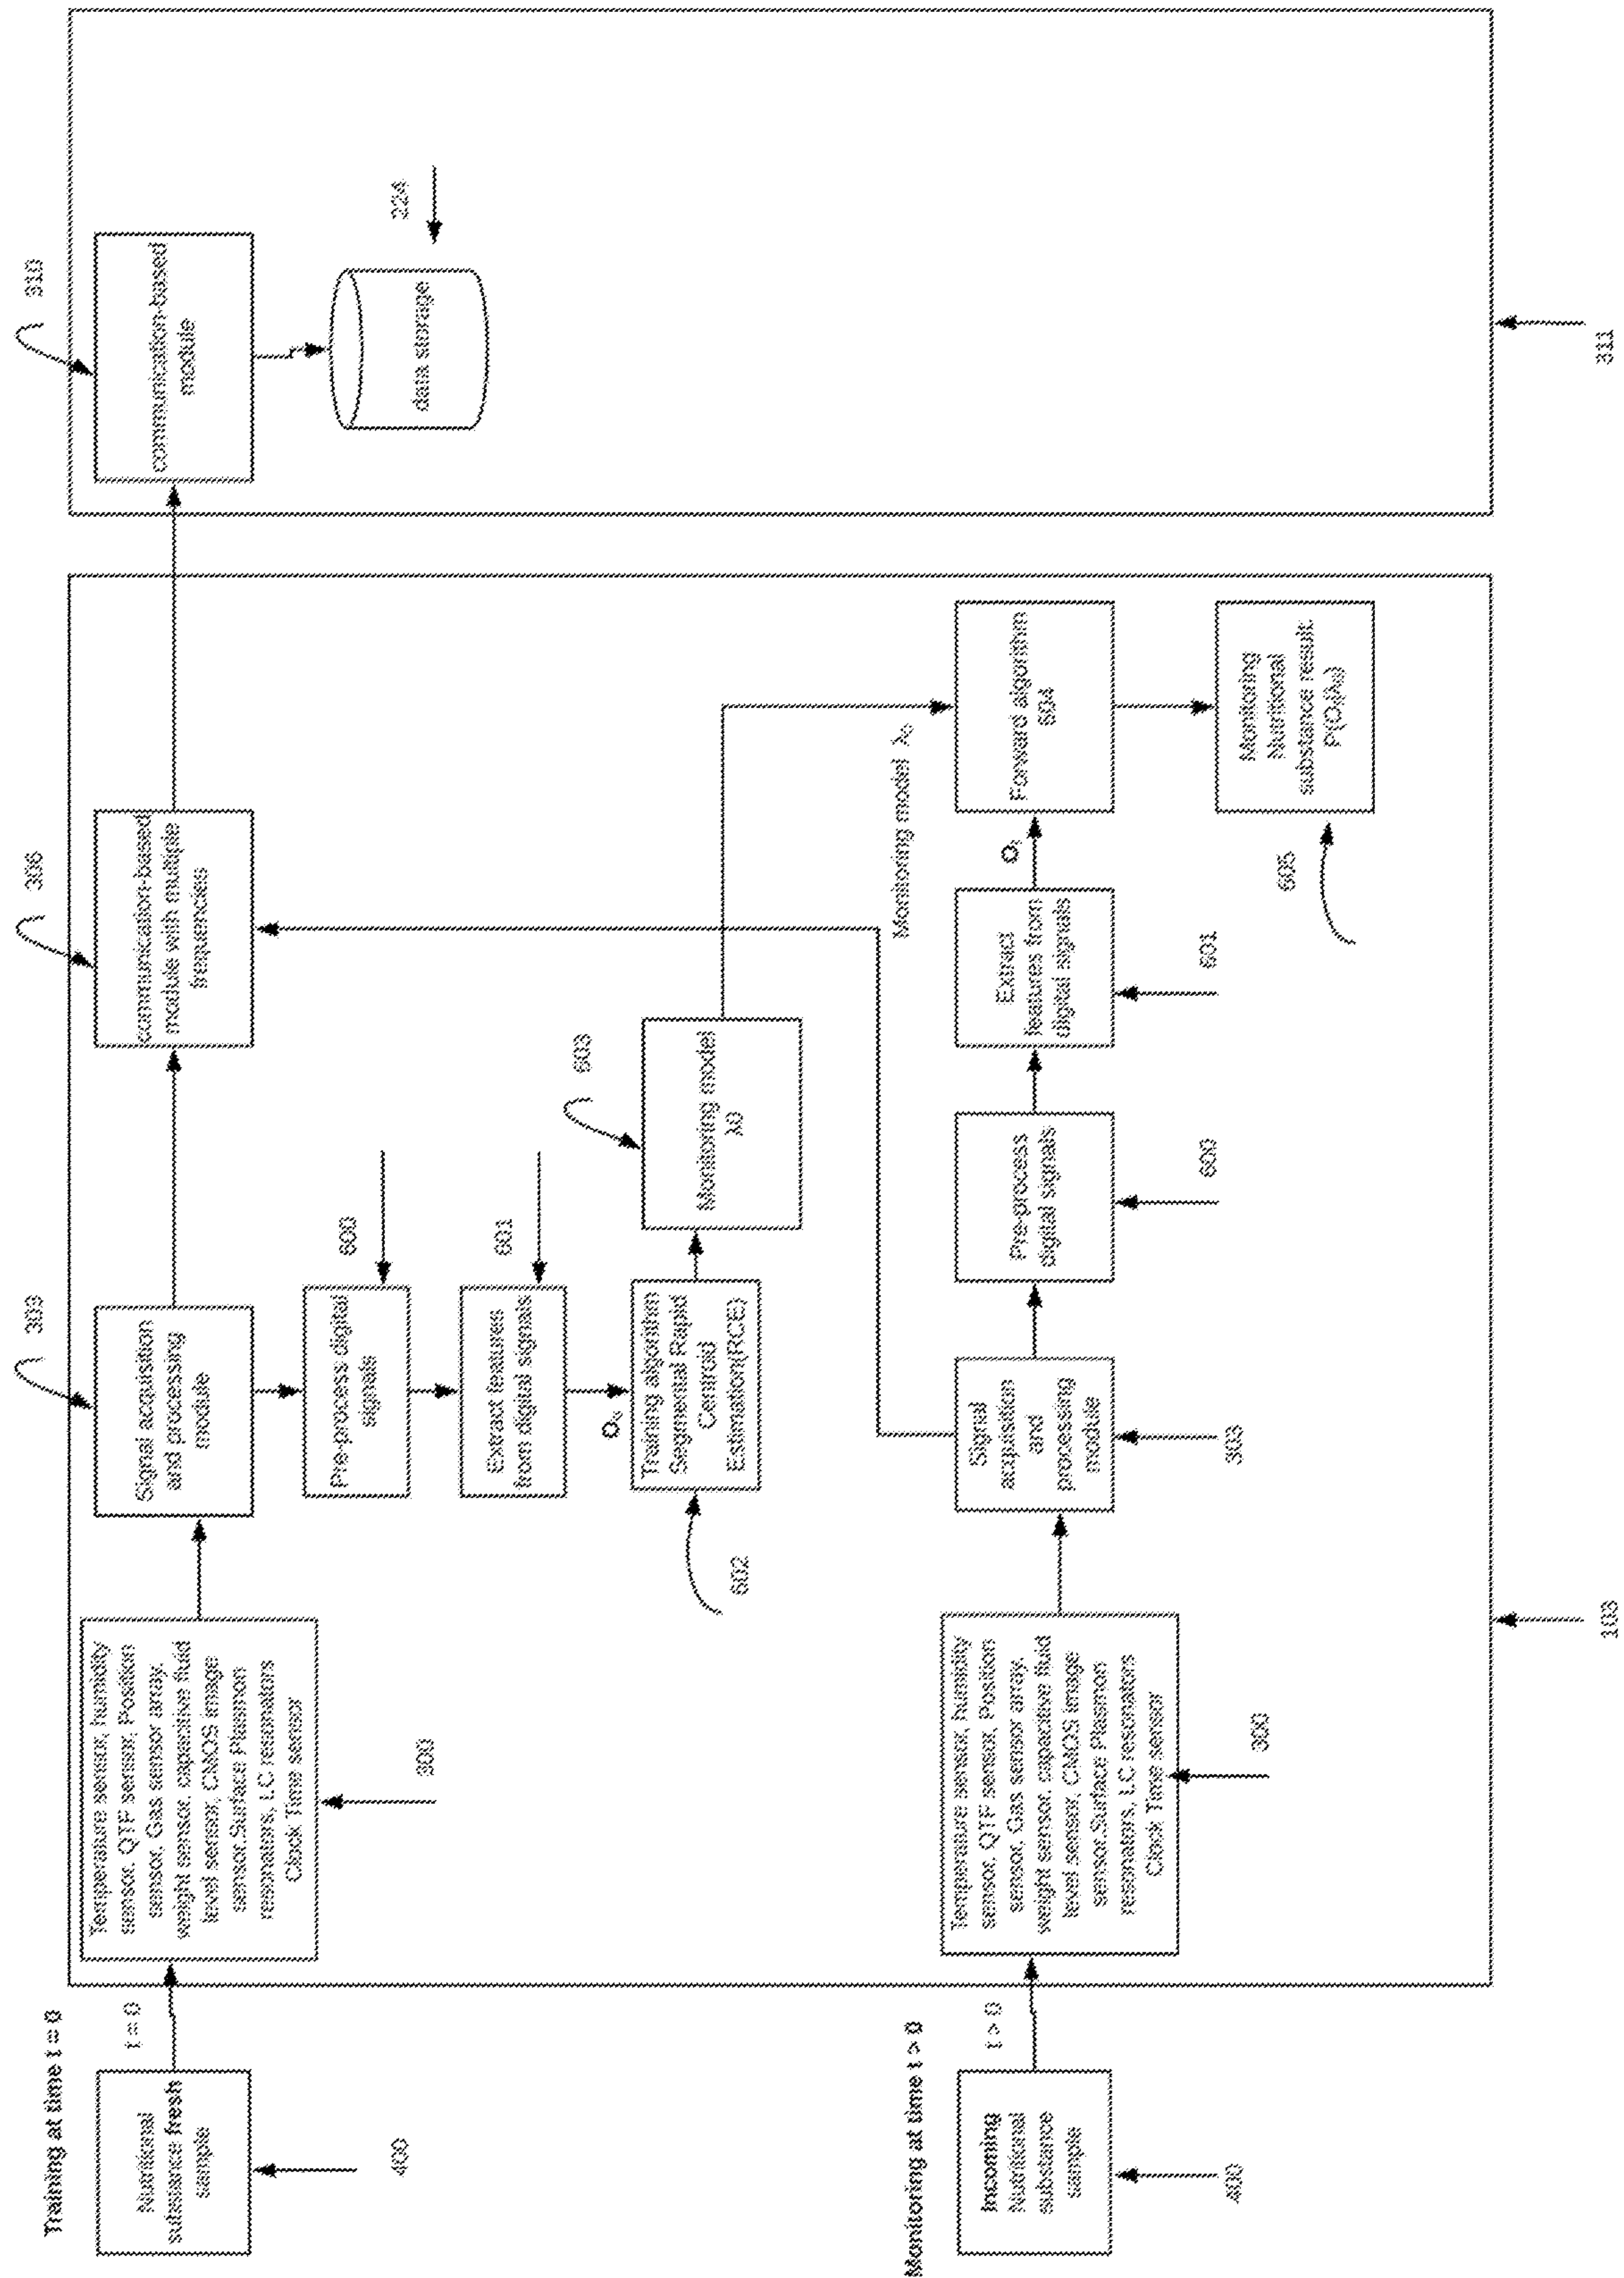 Training at time t = 0
Nutritional
substance fresh
sample
400
t = 0
Temperature sensor, humidity
sensor, QTF sensor, Position
sensor, Gas sensor array,
weight sensor, capacitive fluid
level sensor, CMOS image
sensor,Surface Plasmon
resonators, LC resonators
Clock Time sensor
300
Signal acquisition
and processing
module
303
communication-based
module with multiple
frequencies
306
communication-based
module
310
data storage
224
Pre-process digital
signals
600
Extract features
from digital signals
601
Training algorithm
Segmental Rapid
Centroid
Estimation(RCE)
602
Monitoring model
λ0
603
Monitoring model λ₀
Monitoring at time t > 0
Incoming
Nutritional
substance
sample
400
t > 0
Temperature sensor, humidity
sensor, QTF sensor, Position
sensor, Gas sensor array,
weight sensor, capacitive fluid
level sensor, CMOS image
sensor,Surface Plasmon
resonators, LC resonators
Clock Time sensor
300
Signal
acquisition
and
processing
module
303
Pre-process
digital signals
600
Extract
features from
digital signals
601
Forward algorithm
604
Monitoring
Nutritional
substance result:
605
103
311